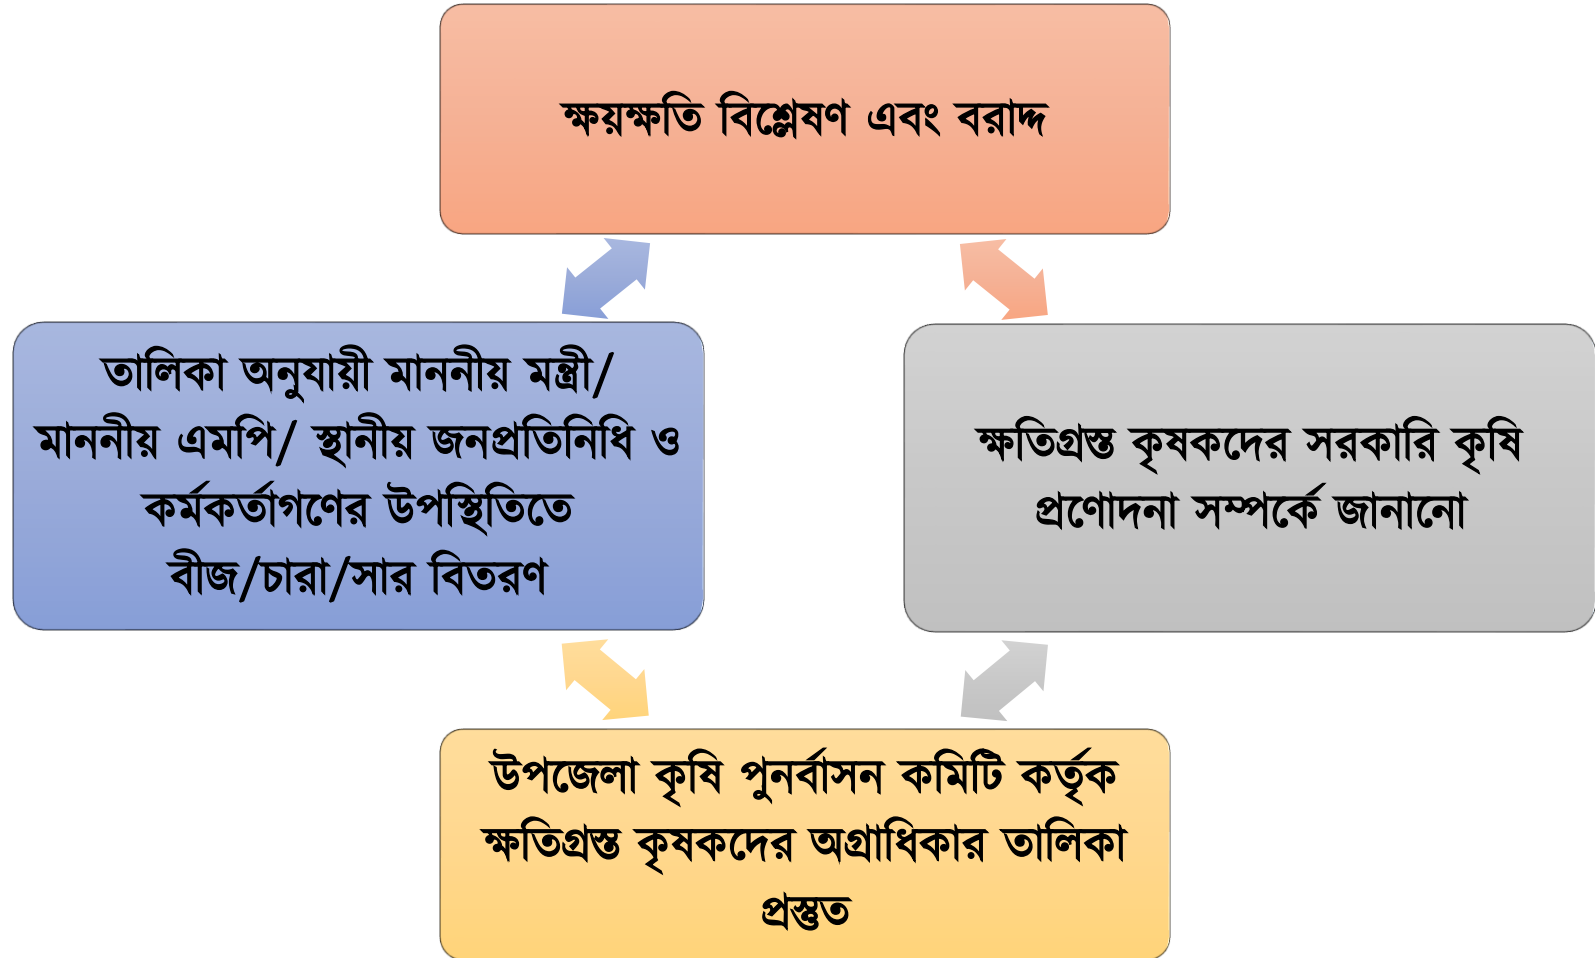 ক্ষয়ক্ষতি বিশ্লেষণ এবং বরাদ্দ
তালিকা অনুযায়ী মাননীয় মন্ত্রী/
মাননীয় এমপি/ স্থানীয় জনপ্রতিনিধি ও
কর্মকর্তাগণের উপস্থিতিতে
বীজ/চারা/সার বিতরণ
ক্ষতিগ্রস্ত কৃষকদের সরকারি কৃষি
প্রণোদনা সম্পর্কে জানানো
উপজেলা কৃষি পুনর্বাসন কমিটি কর্তৃক
ক্ষতিগ্রস্ত কৃষকদের অগ্রাধিকার তালিকা
প্রস্তুত